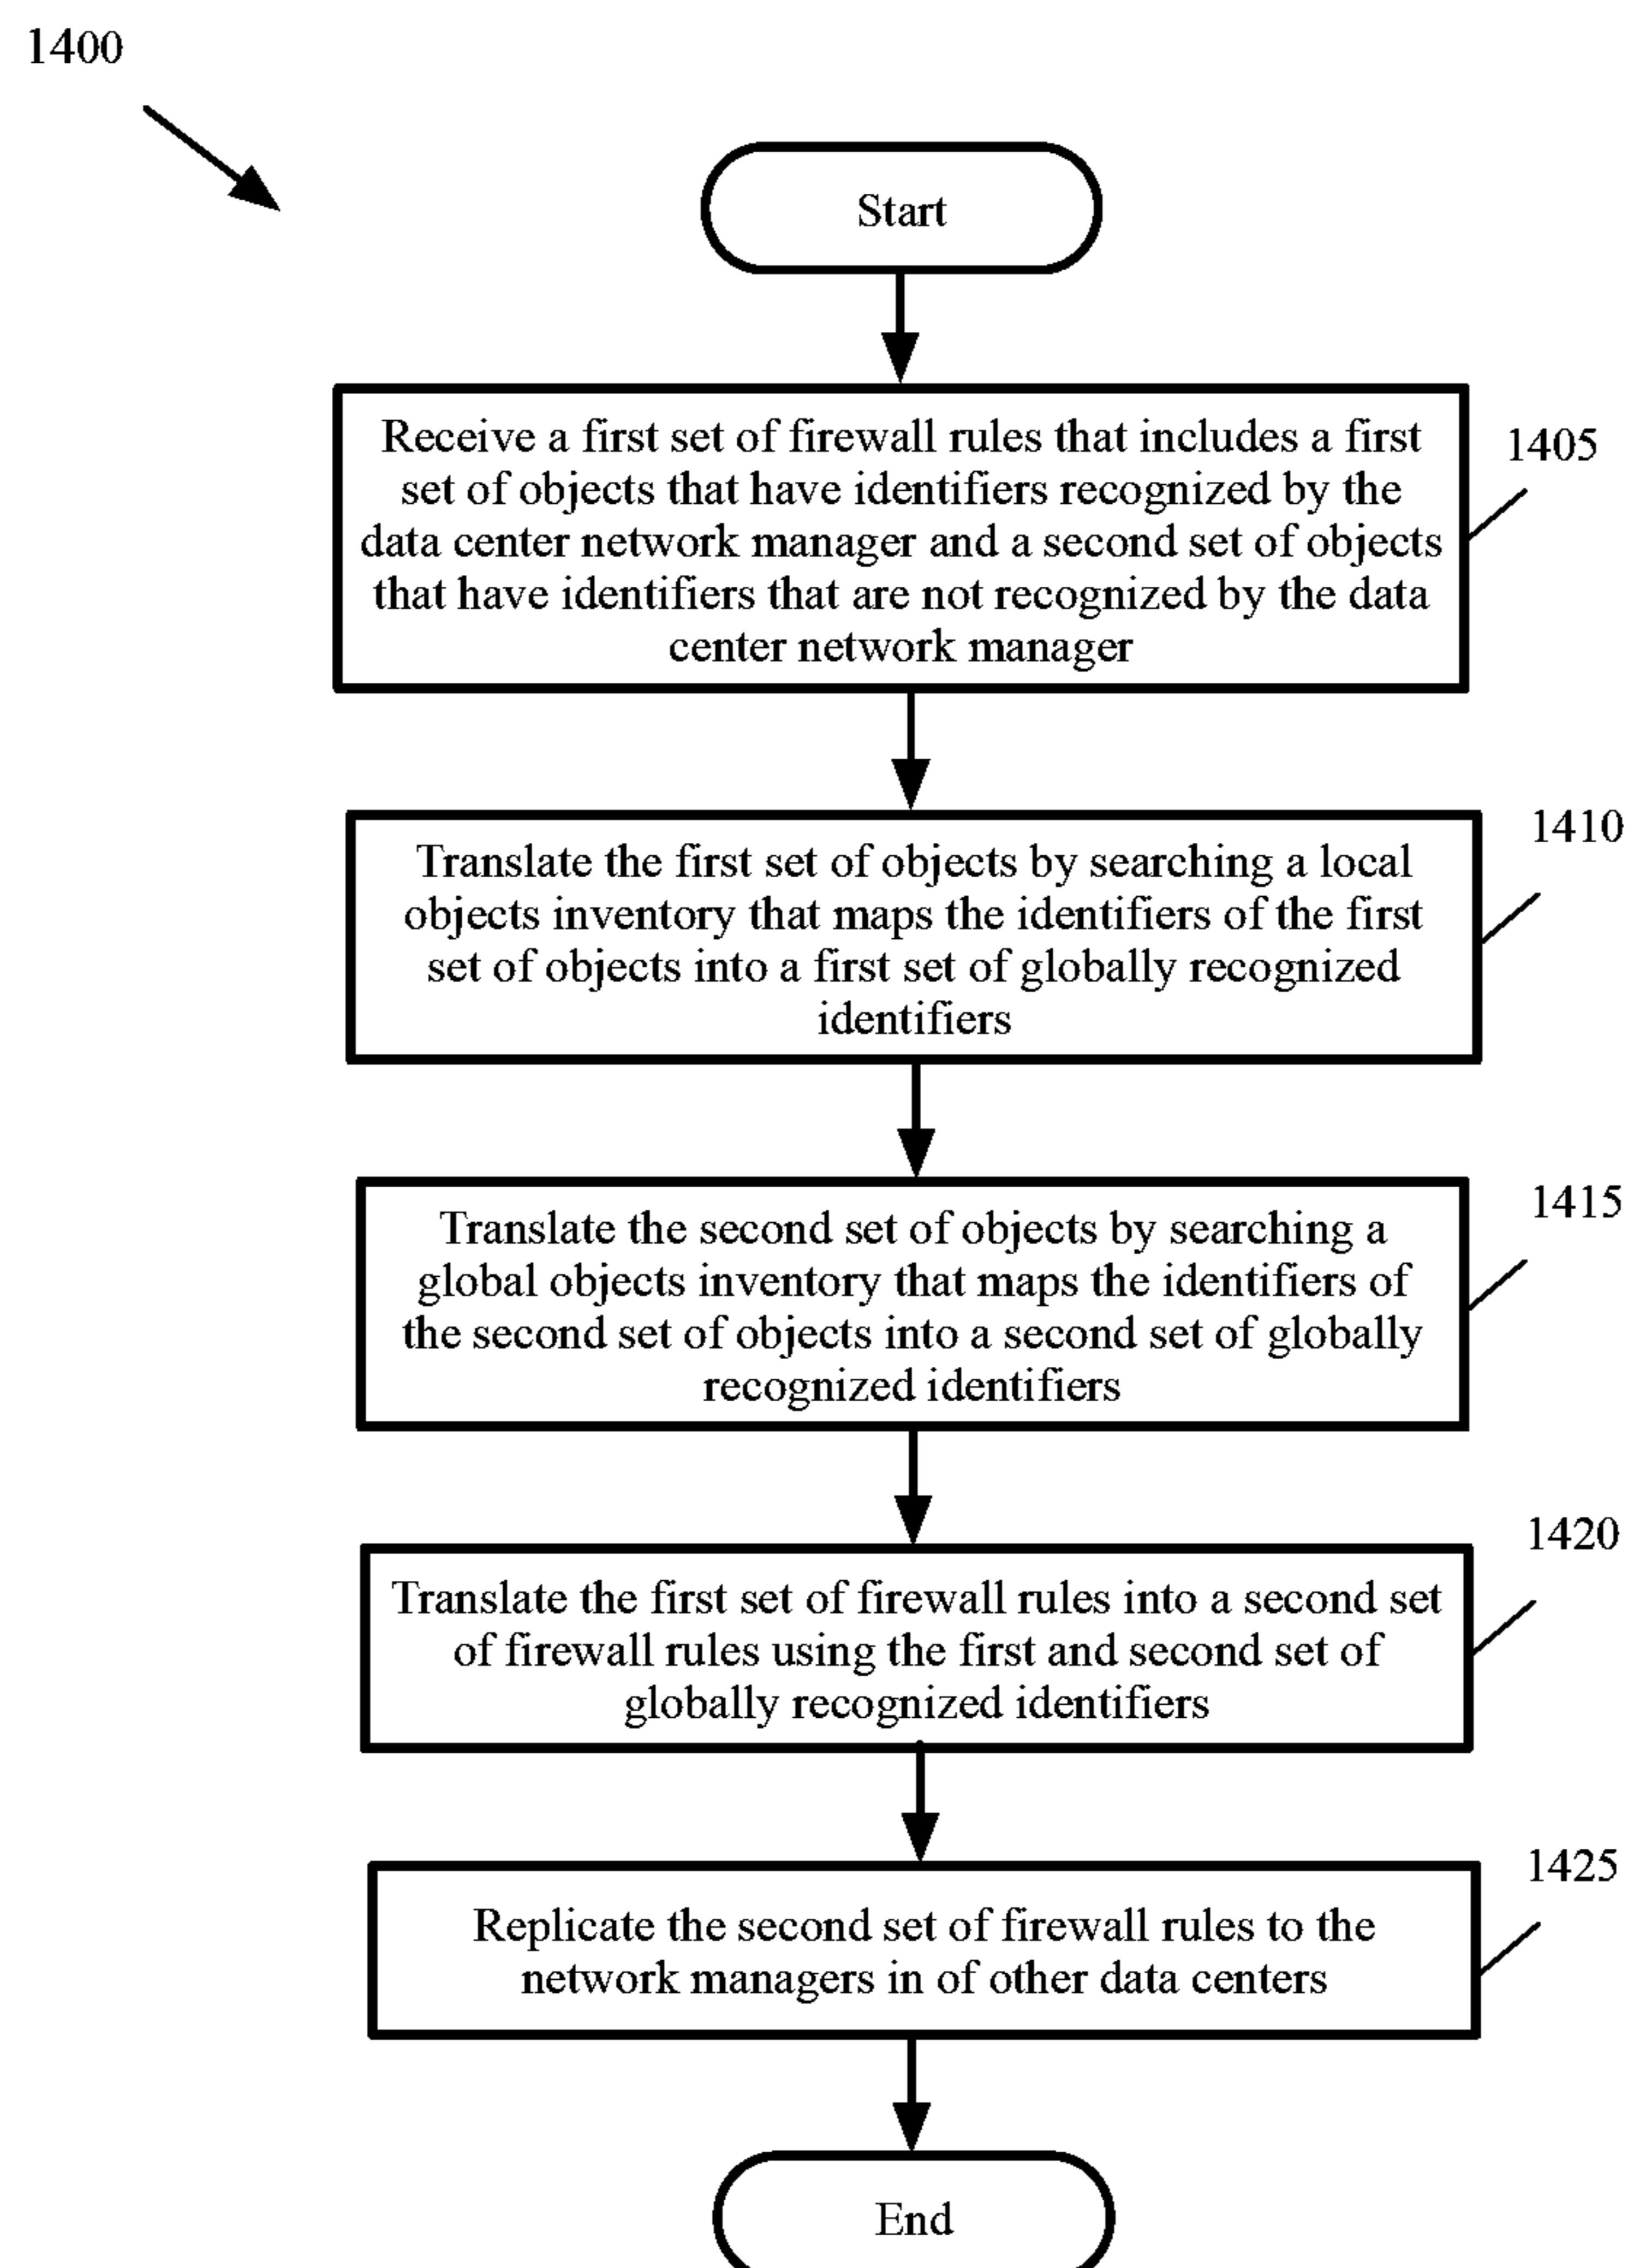 1400
Start
Receive a first set of firewall rules that includes a first
set of objects that have identifiers recognized by the
data center network manager and a second set of objects
that have identifiers that are not recognized by the data
center network manager
1405
Translate the first set of objects by searching a local
objects inventory that maps the identifiers of the first
set of objects into a first set of globally recognized
identifiers
1410
Translate the second set of objects by searching a
global objects inventory that maps the identifiers of
the second set of objects into a second set of globally
recognized identifiers
1415
Translate the first set of firewall rules into a second set
of firewall rules using the first and second set of
globally recognized identifiers
1420
Replicate the second set of firewall rules to the
network managers in of other data centers
1425
End